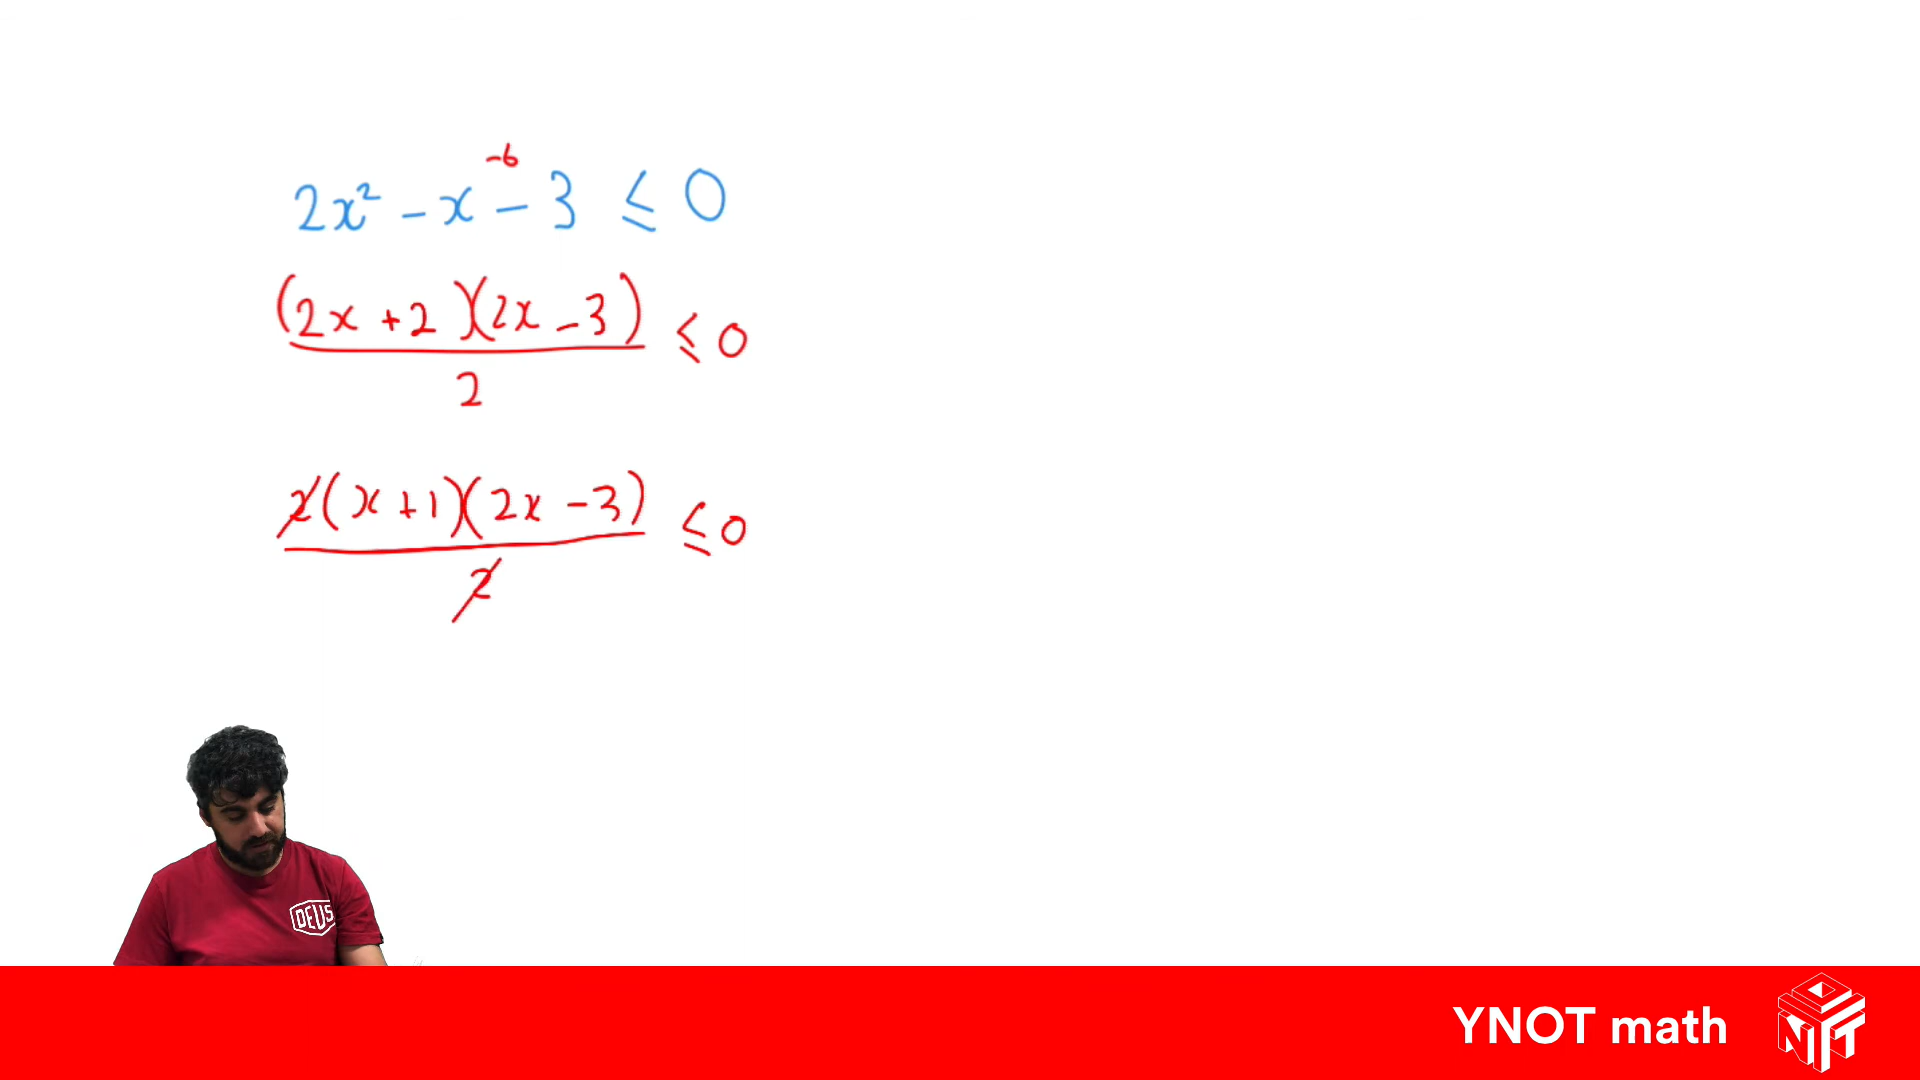 -6
2x² - x - 3 ≤ 0
(2x + 2)(2x - 3) ≤ 0
2
2(x + 1)(2x - 3) ≤ 0
2
DEUS
YNOT math
NOT